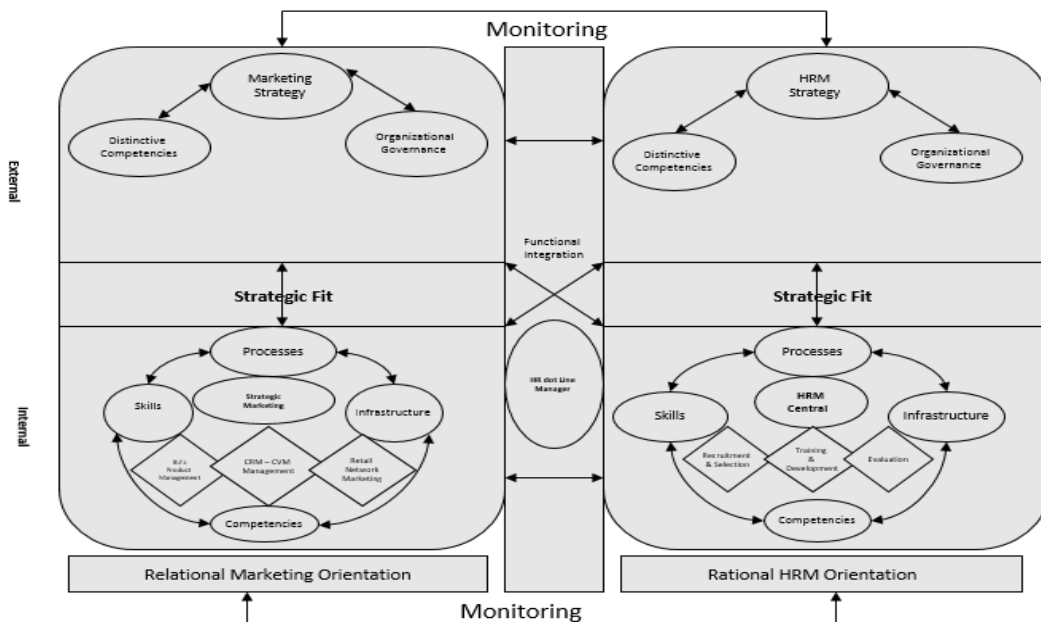 Monitoring
Marketing
Strategy
Distinctive
Competencies
Organizational
Governance
HRM
Strategy
Distinctive
Competencies
Organizational
Governance
External
Functional
Integration
Strategic Fit
Strategic Fit
Internal
Processes
Strategic
Marketing
Skills
Infrastructure
Product
Management
CRM – CVM
Management
Retail
Network
Marketing
Competencies
HR dot Line
Manager
Processes
HRM
Central
Skills
Infrastructure
Recruitment
& Selection
Training
&
Development
Evaluation
Competencies
Relational Marketing Orientation
Rational HRM Orientation
Monitoring